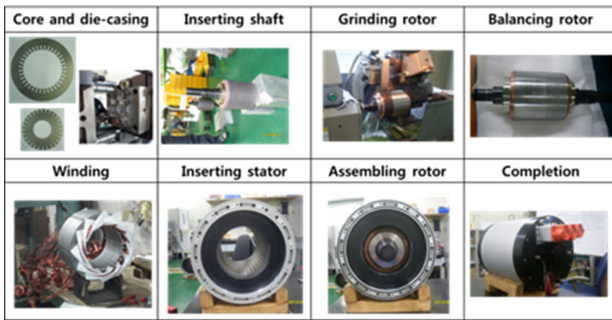 Core and die-casing
Inserting shaft
Grinding rotor
Balancing rotor
Winding
Inserting stator
Assembling rotor
Completion